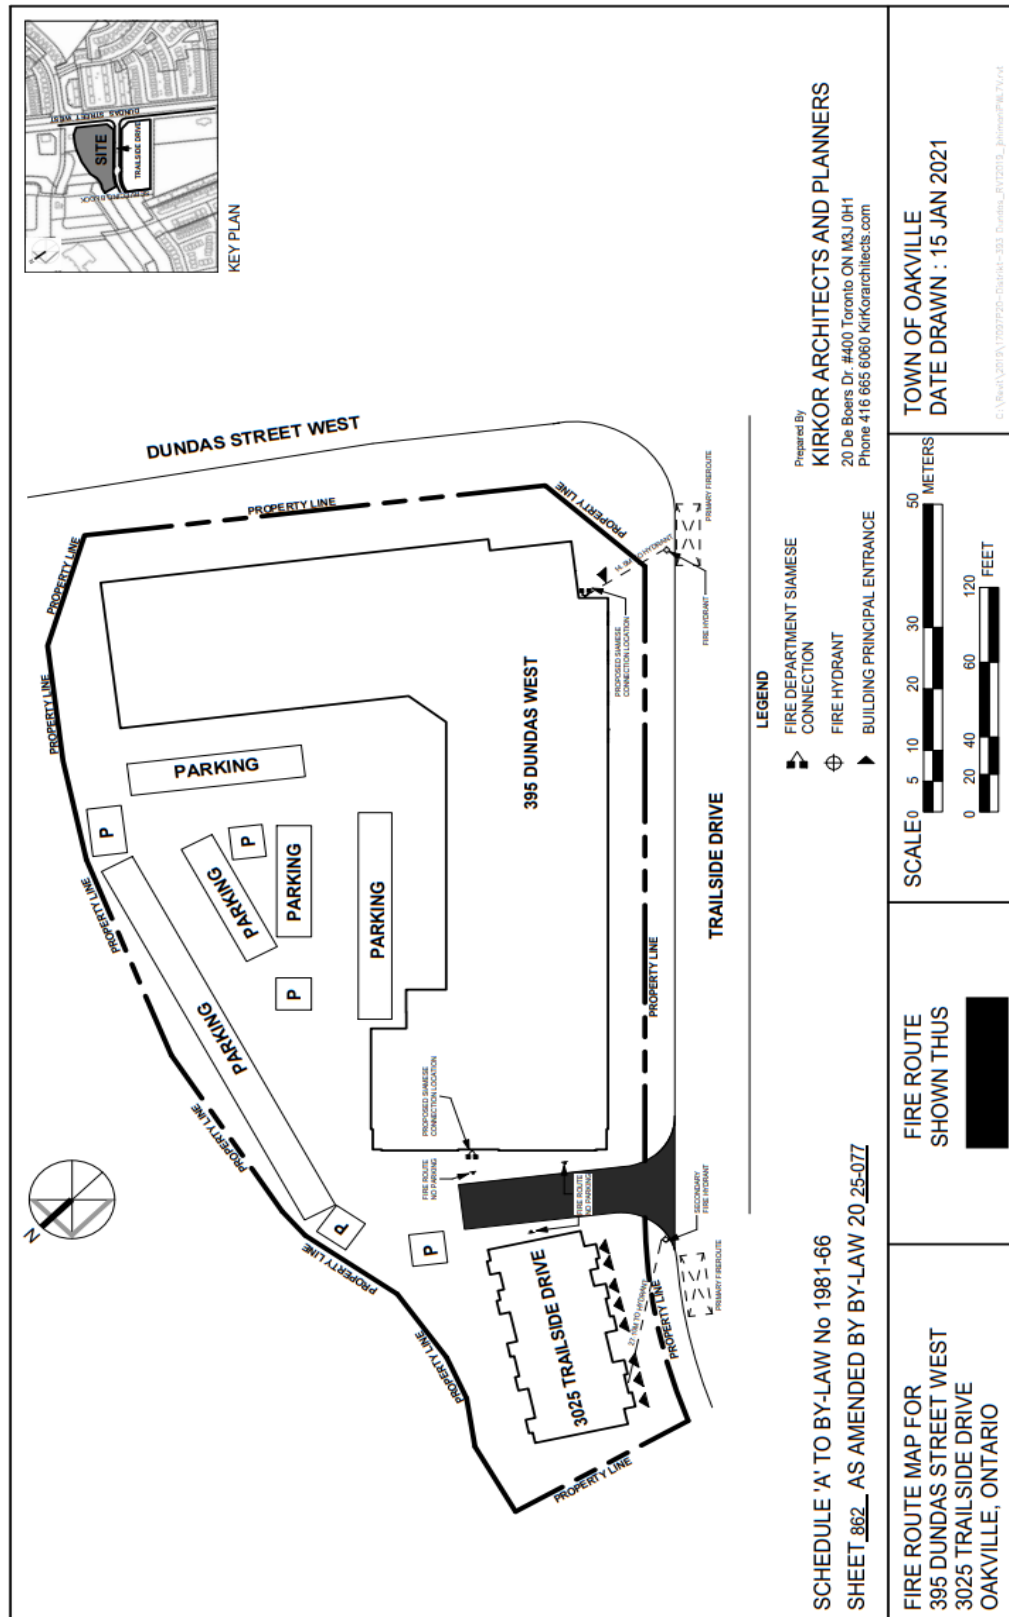 DUNDAS STREET WEST
SITE
TRAILSIDE DRIVE
KEY PLAN
N
DUNDAS STREET WEST
PROPERTY LINE
PROPERTY LINE
PROPERTY LINE
PROPERTY LINE
PROPERTY LINE
PROPERTY LINE
PROPERTY LINE
PROPERTY LINE
PROPERTY LINE
PROPERTY LINE
PROPERTY LINE
PARKING
P
PARKING
P
PARKING
PARKING
P
PARKING
P
P
395 DUNDAS WEST
3025 TRAILSIDE DRIVE
TRAILSIDE DRIVE
PROPOSED SIAMESE
CONNECTION LOCATION
PROPOSED SIAMESE
CONNECTION LOCATION
FIRE ROUTE
NO PARKING
FIRE ROUTE
NO PARKING
FIRE HYDRANT
PRIMARY FIREROUTE
SECONDARY
FIRE HYDRANT
PRIMARY FIREROUTE
LEGEND
FIRE DEPARTMENT SIAMESE
CONNECTION
FIRE HYDRANT
BUILDING PRINCIPAL ENTRANCE
Prepared By
KIRKOR ARCHITECTS AND PLANNERS
20 De Boers Dr. #400 Toronto ON M3J 0H1
Phone 416 665 6060 KirKorarchitects.com
SCHEDULE 'A' TO BY-LAW No 1981-66
SHEET 862 AS AMENDED BY BY-LAW 20 25-077
FIRE ROUTE MAP FOR
395 DUNDAS STREET WEST
3025 TRAILSIDE DRIVE
OAKVILLE, ONTARIO
FIRE ROUTE
SHOWN THUS
SCALE
0 5 10 20 30 50
METERS
0 20 40 60 120
FEET
TOWN OF OAKVILLE
DATE DRAWN : 15 JAN 2021